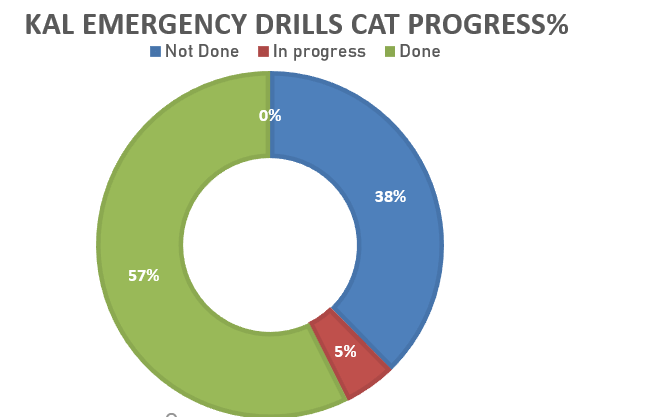 KAL EMERGENCY DRILLS CAT PROGRESS%
Not Done In progress Done
0%
38%
57%
5%